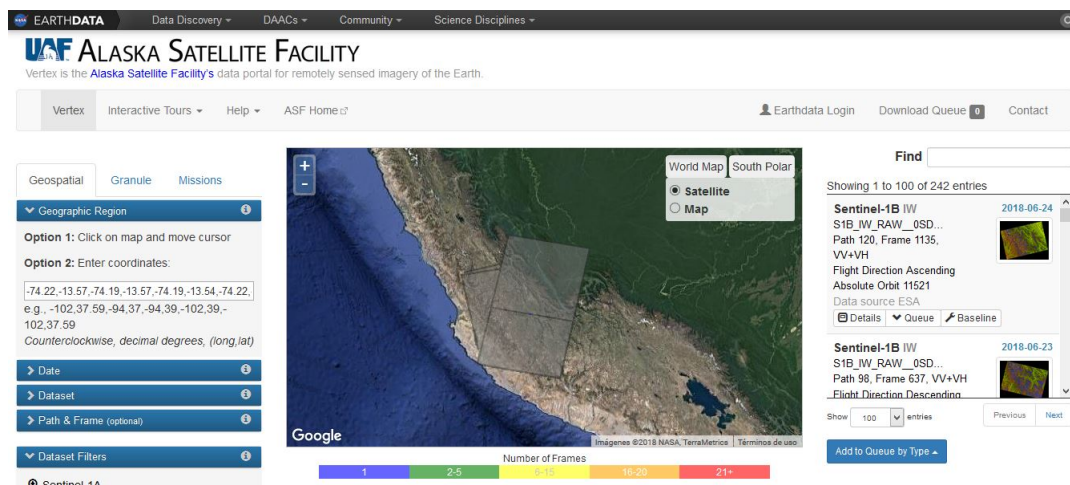 EARTHDATA Data Discovery DAACs Community Science Disciplines
UAF ALASKA SATELLITE FACILITY
Vertex is the Alaska Satellite Facility's data portal for remotely sensed imagery of the Earth.
Vertex Interactive Tours Help ASF Home Earthdata Login Download Queue 0 Contact
Geospatial Granule Missions
Geographic Region
Option 1: Click on map and move cursor
Option 2: Enter coordinates:
-74.22,-13.57,-74.19,-13.57,-74.19,-13.54,-74.22,
e.g., -102,37.59,-94,37,-94,39,-102,39,-
102,37.59
Counterclockwise, decimal degrees, (long,lat)
Date
Dataset
Path & Frame (optional)
Dataset Filters
Sentinel-1A
+
-
World Map South Polar
Satellite
Map
Google
Imágenes ©2018 NASA, TerraMetrics Términos de uso
Number of Frames
1 2-5 6-15 16-20 21+
Find
Showing 1 to 100 of 242 entries
Sentinel-1B IW 2018-06-24
S1B_IW_RAW__0SD...
Path 120, Frame 1135,
VV+VH
Flight Direction Ascending
Absolute Orbit 11521
Data source ESA
Details Queue Baseline
Sentinel-1B IW 2018-06-23
S1B_IW_RAW__0SD...
Path 98, Frame 637, VV+VH
Flight Direction Descending
Show 100 entries Previous Next
Add to Queue by Type